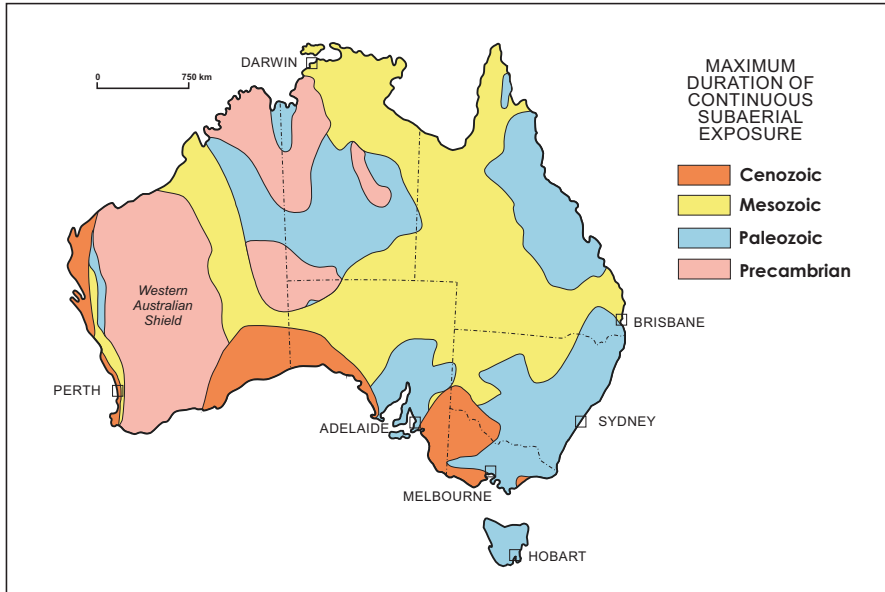 DARWIN
0 750 km
MAXIMUM
DURATION OF
CONTINUOUS
SUBAERIAL
EXPOSURE
Cenozoic
Mesozoic
Paleozoic
Precambrian
Western
Australian
Shield
BRISBANE
PERTH
ADELAIDE
SYDNEY
MELBOURNE
HOBART